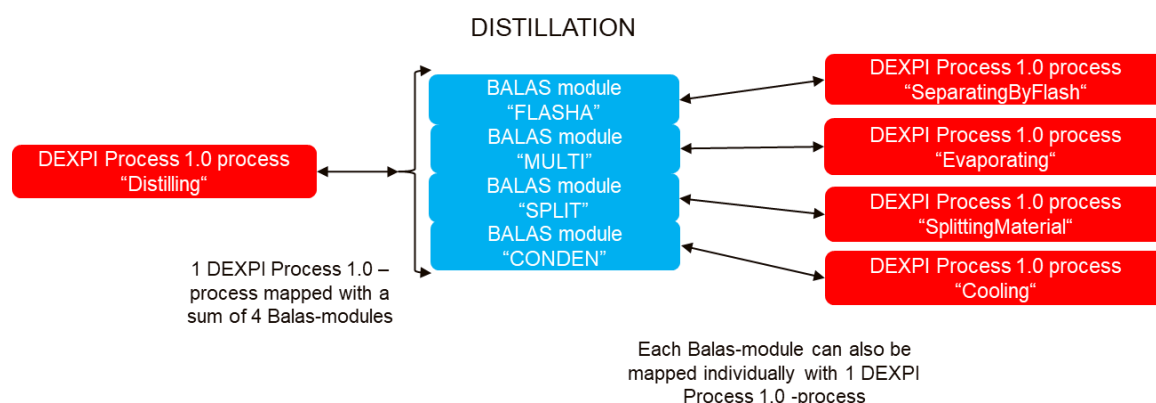 DISTILLATION
DEXPI Process 1.0 process
“Distilling“
1 DEXPI Process 1.0 –
process mapped with a
sum of 4 Balas-modules
BALAS module
“FLASHA”
BALAS module
“MULTI”
BALAS module
“SPLIT”
BALAS module
“CONDEN”
DEXPI Process 1.0 process
“SeparatingByFlash“
DEXPI Process 1.0 process
“Evaporating“
DEXPI Process 1.0 process
“SplittingMaterial“
DEXPI Process 1.0 process
“Cooling“
Each Balas-module can also be
mapped individually with 1 DEXPI
Process 1.0 -process